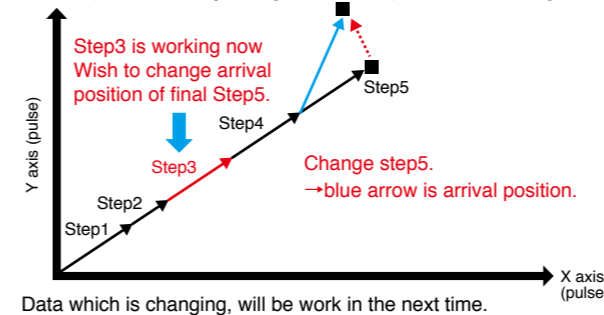 Step3 is working now
Wish to change arrival
position of final Step5.
Step5
Step4
Step3
Change step5.
→blue arrow is arrival position.
Step2
Step1
Y axis (pulse)
X axis
(pulse
Data which is changing, will be work in the next time.